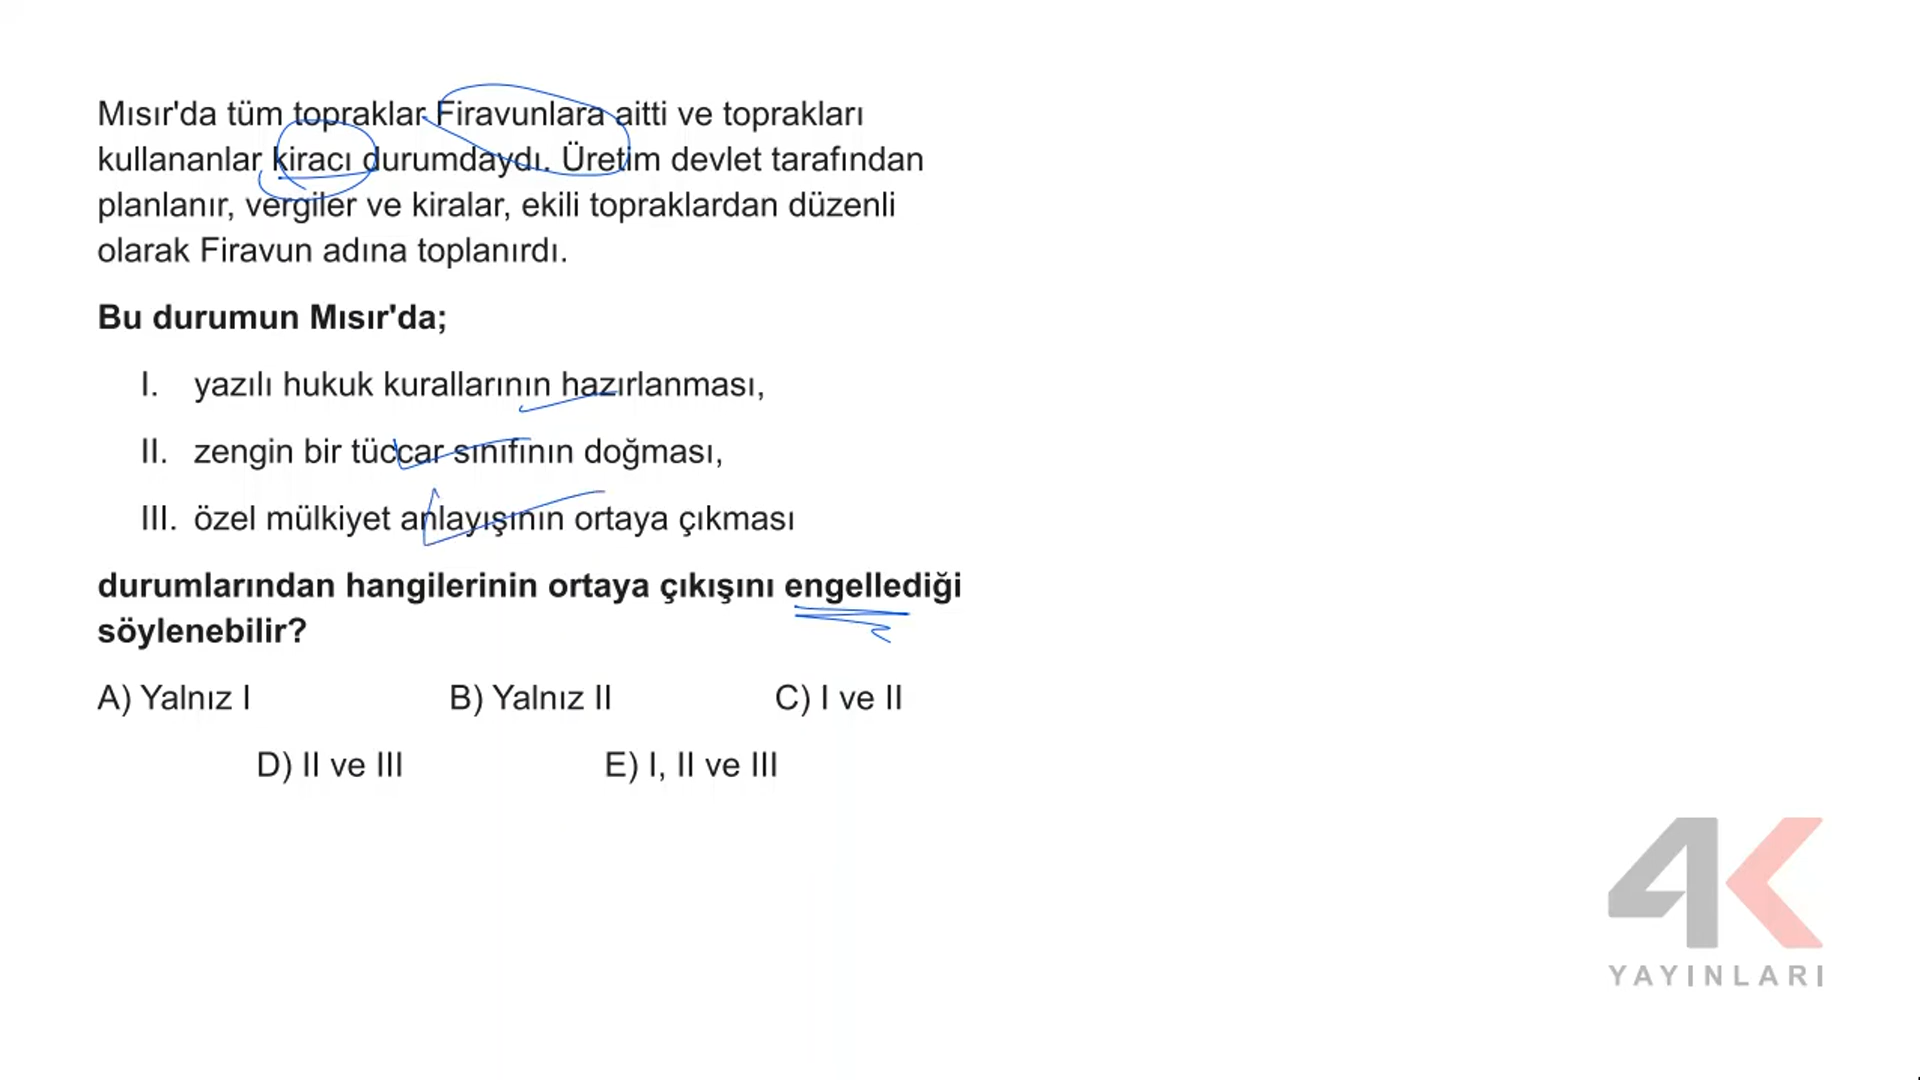 Mısır'da tüm topraklar Firavunlara aitti ve toprakları
kullananlar kiracı durumdaydı. Üretim devlet tarafından
planlanır, vergiler ve kiralar, ekili topraklardan düzenli
olarak Firavun adına toplanırdı.
Bu durumun Mısır'da;
I. yazılı hukuk kurallarının hazırlanması,
II. zengin bir tüccar sınıfının doğması,
III. özel mülkiyet anlayışının ortaya çıkması
durumlarından hangilerinin ortaya çıkışını engellediği
söylenebilir?
A) Yalnız I B) Yalnız II C) I ve II
D) II ve III E) I, II ve III
4K
YAYINLARI